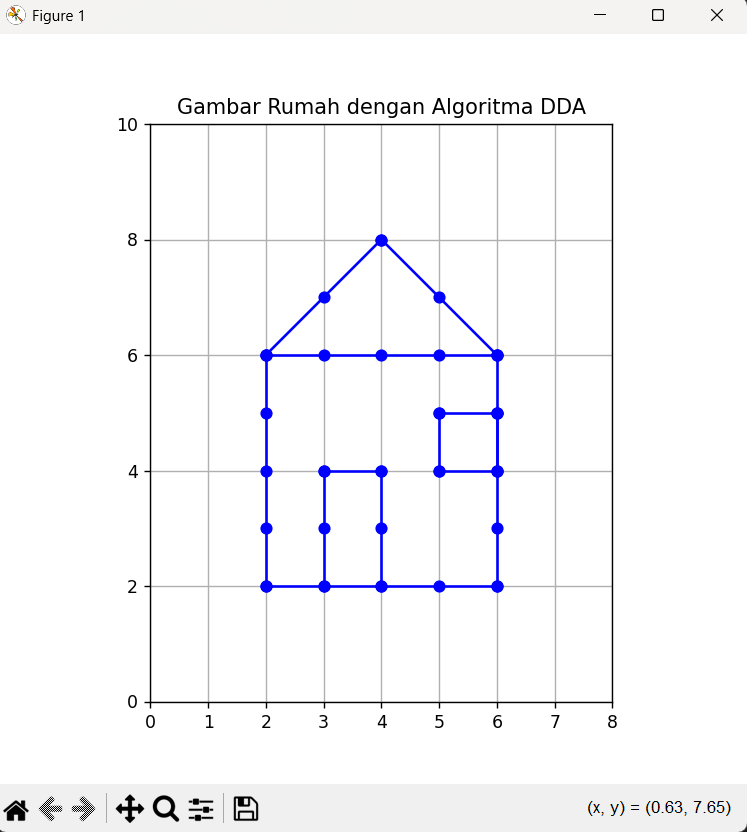 Figure 1
Gambar Rumah dengan Algoritma DDA
10
8
6
4
2
0
0 1 2 3 4 5 6 7 8
(x, y) = (0.63, 7.65)